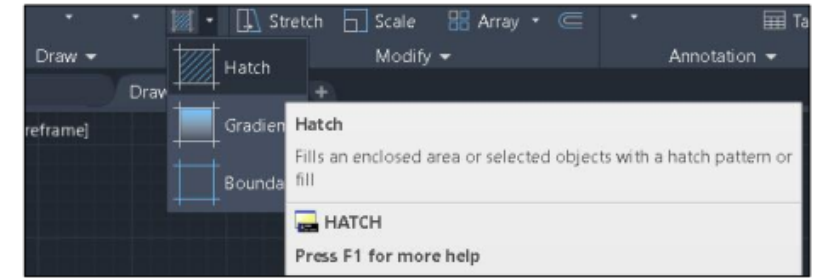 Stretch Scale Array Ta
Draw Modify Annotation
Hatch
Draw +
reframe]
Gradien
Bounda
Hatch
Fills an enclosed area or selected objects with a hatch pattern or
fill
HATCH
Press F1 for more help